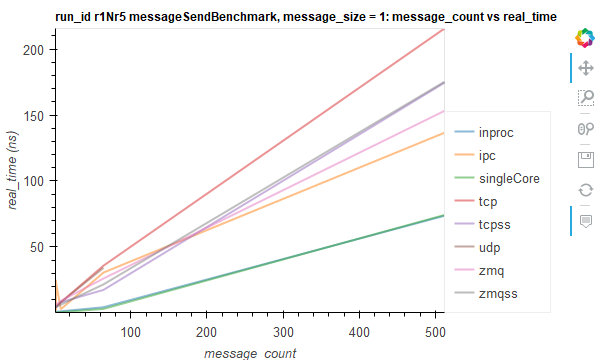 run_id r1Nr5 messageSendBenchmark, message_size = 1: message_count vs real_time
200
150
100
50
real_time (ns)
100
200
300
400
500
message_count
inproc
ipc
singleCore
tcp
tcpss
udp
zmq
zmqss